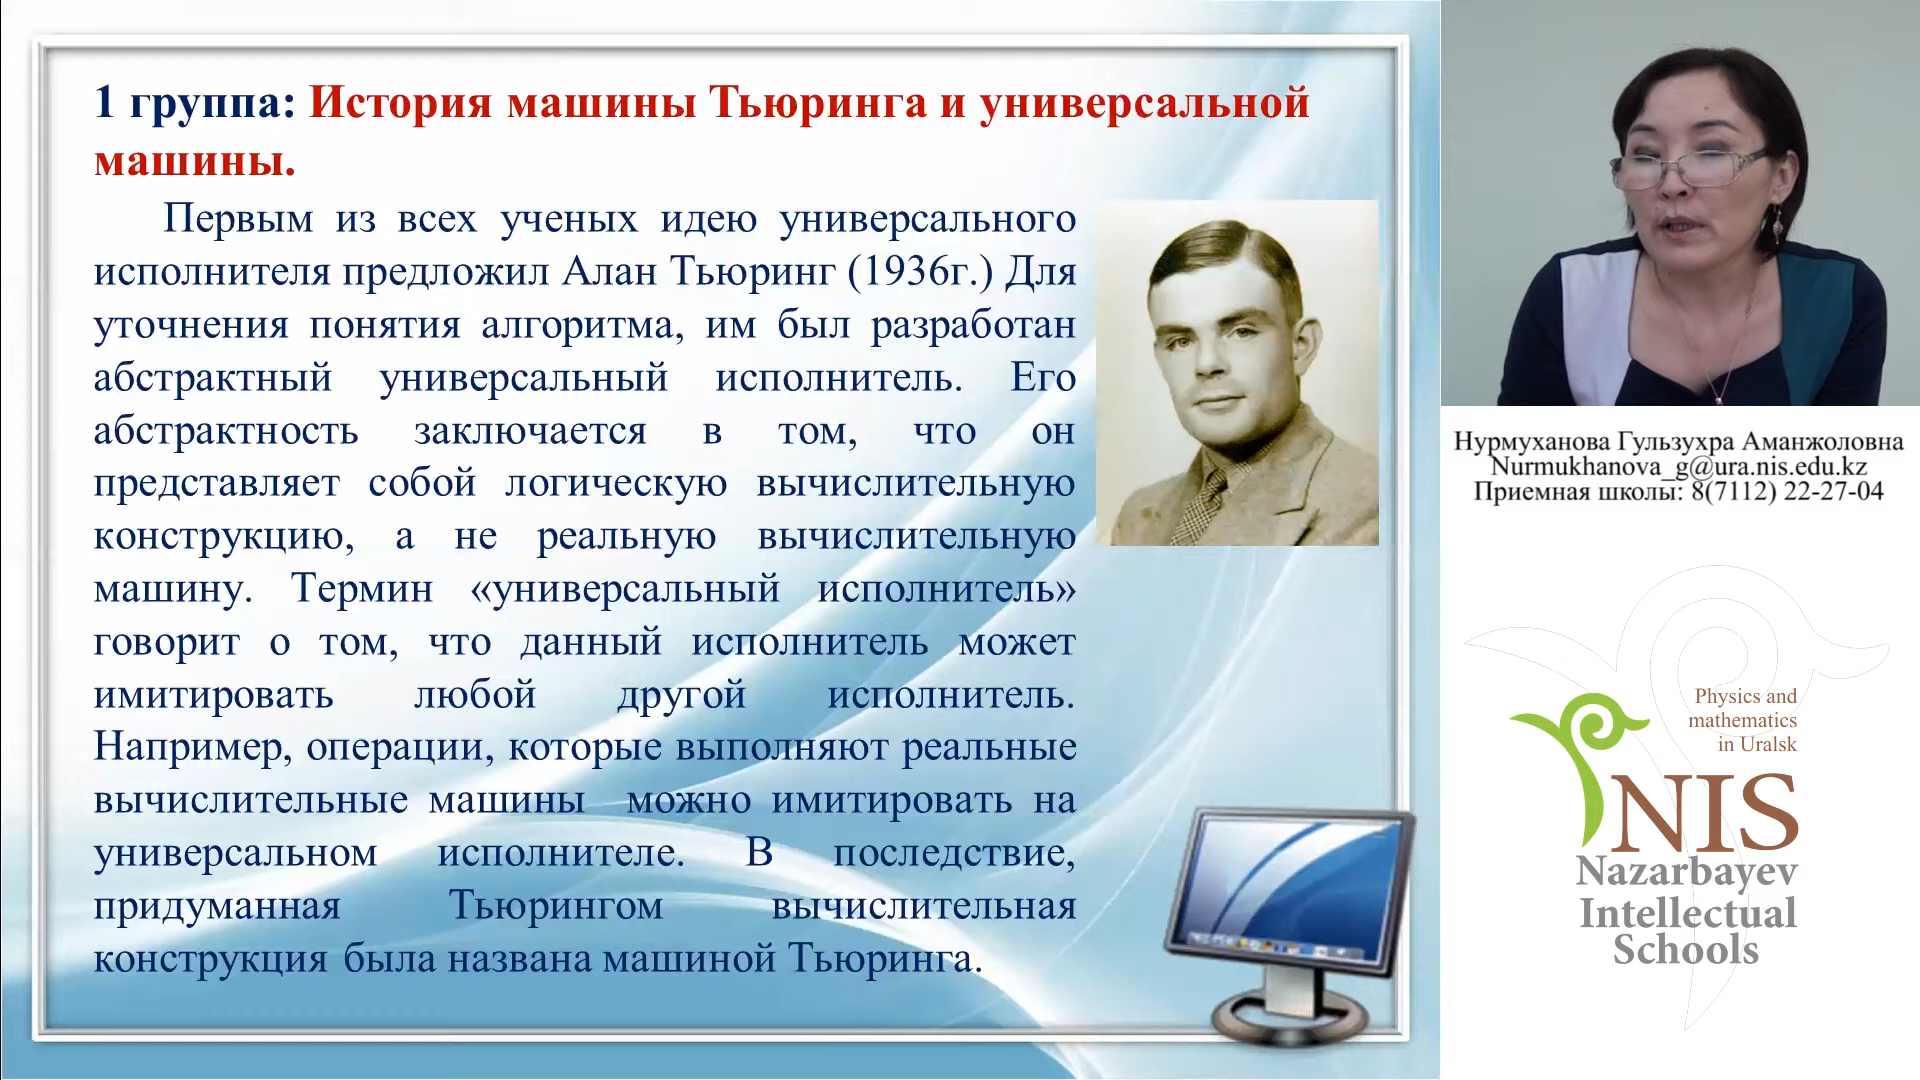 1 группа: История машины Тьюринга и универсальной
машины.
Первым из всех ученых идею универсального
исполнителя предложил Алан Тьюринг (1936г.) Для
уточнения понятия алгоритма, им был разработан
абстрактный универсальный исполнитель. Его
абстрактность заключается в том, что он
представляет собой логическую вычислительную
конструкцию, а не реальную вычислительную
машину. Термин «универсальный исполнитель»
говорит о том, что данный исполнитель может
имитировать любой другой исполнитель.
Например, операции, которые выполняют реальные
вычислительные машины можно имитировать на
универсальном исполнителе. В последствие,
придуманная Тьюрингом вычислительная
конструкция была названа машиной Тьюринга.
Нурмуханова Гульзухра Аманжоловна
Nurmukhanova_g@ura.nis.edu.kz
Приемная школы: 8(7112) 22-27-04
Physics and
mathematics
in Uralsk
NIS
Nazarbayev
Intellectual
Schools